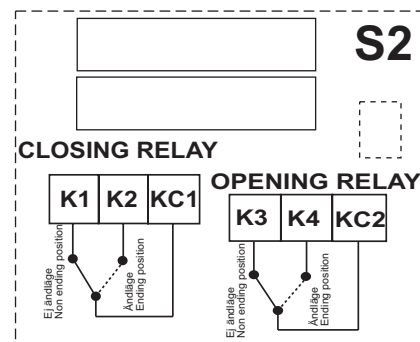 S2
CLOSING RELAY
K1 K2 KC1
Ej ändläge
Non ending position
Ändläge
Ending position
OPENING RELAY
K3 K4 KC2
Ej ändläge
Non ending position
Ändläge
Ending position